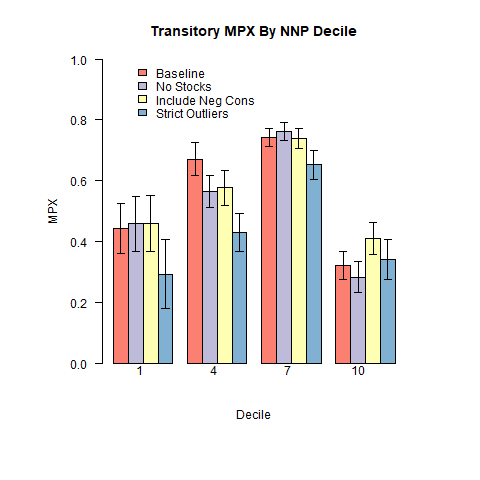 Transitory MPX By NNP Decile
1.0
0.8
0.6
0.4
0.2
0.0
MPX
Baseline
No Stocks
Include Neg Cons
Strict Outliers
1 4 7 10
Decile